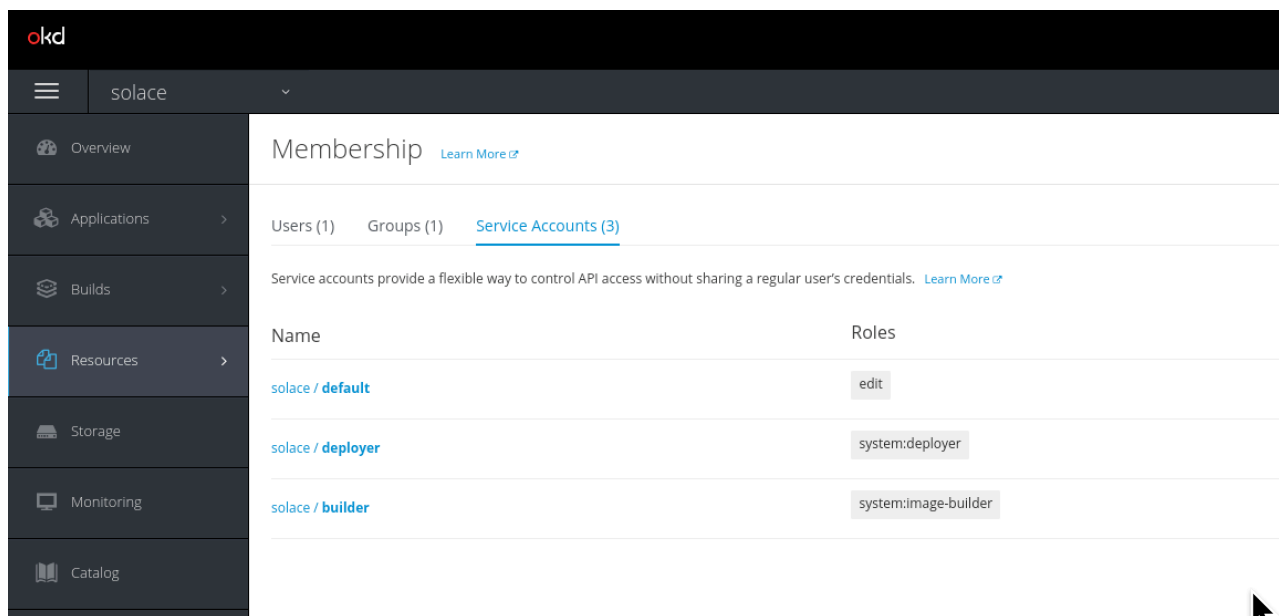 okd
solace
Overview
Applications
Builds
Resources
Storage
Monitoring
Catalog
Membership Learn More
Users (1) Groups (1) Service Accounts (3)
Service accounts provide a flexible way to control API access without sharing a regular user's credentials. Learn More
Name Roles
solace / default edit
solace / deployer system:deployer
solace / builder system:image-builder